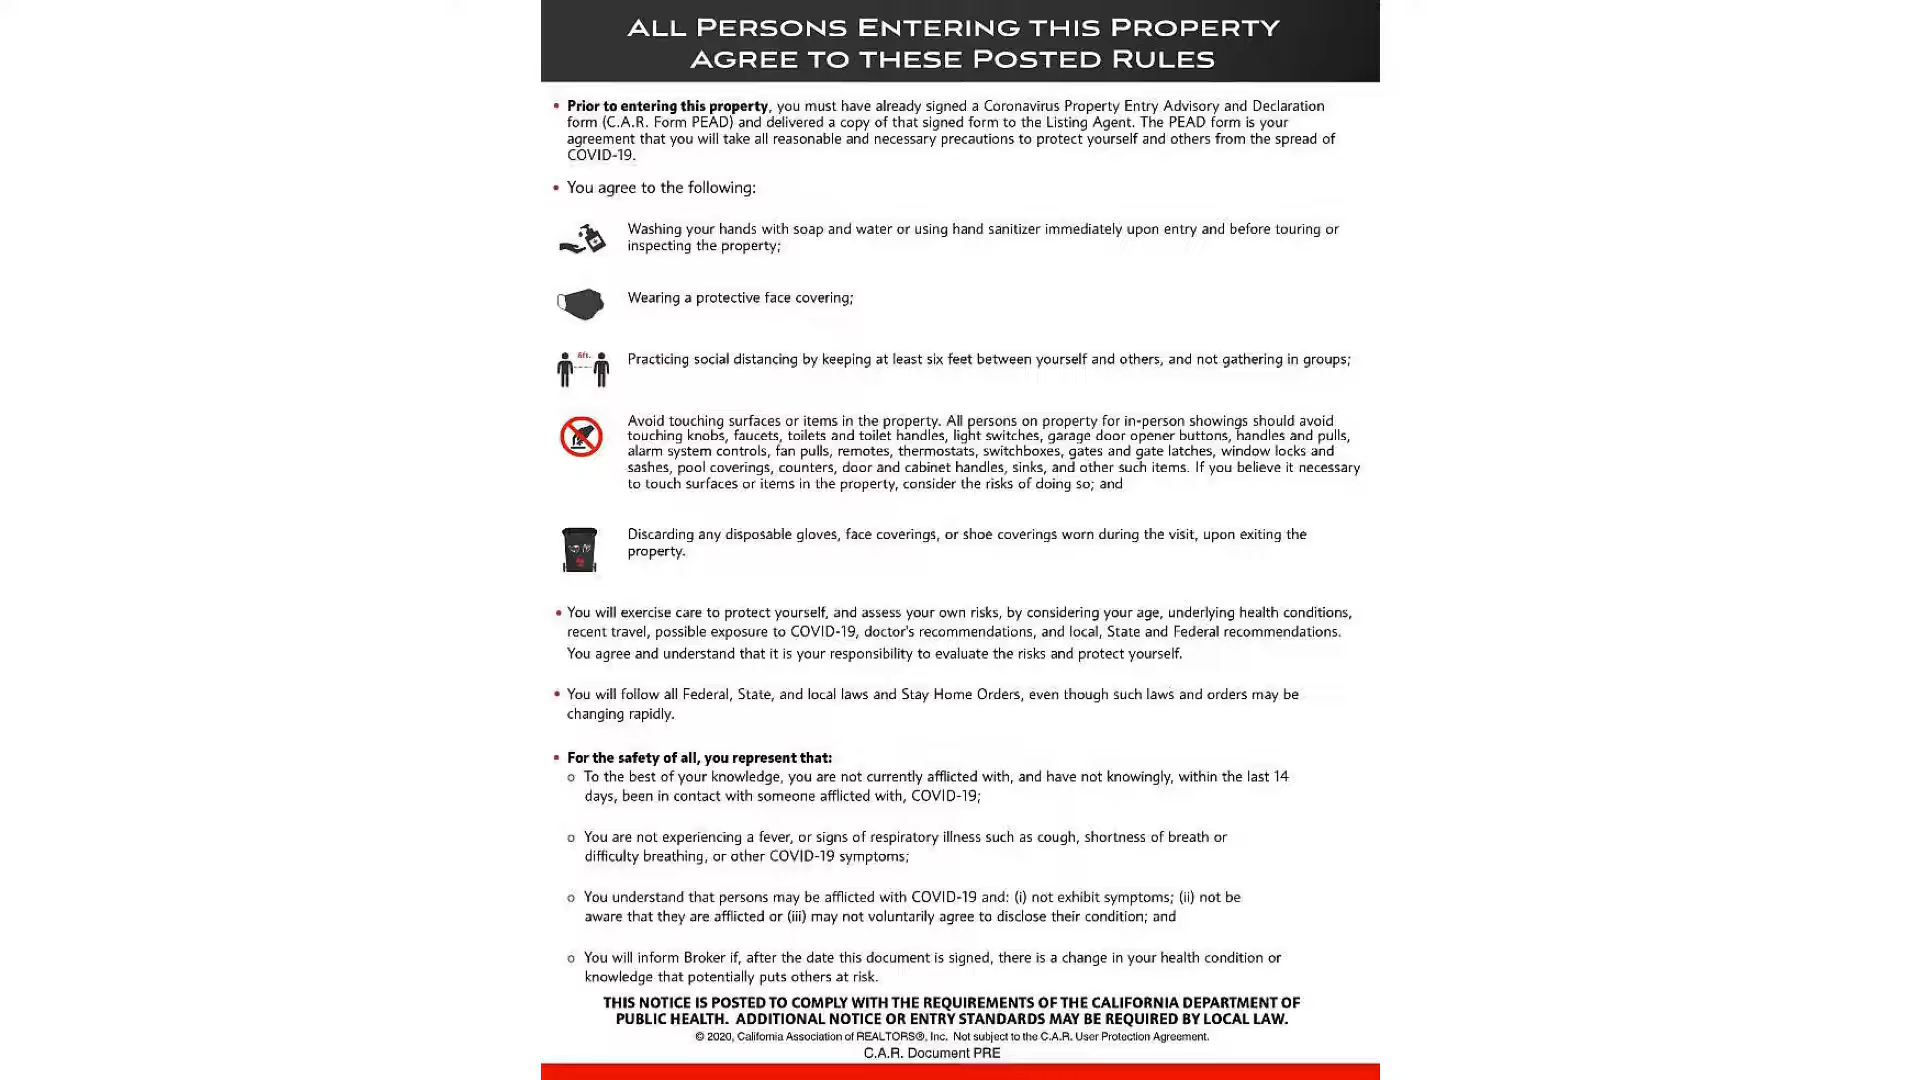 ALL PERSONS ENTERING THIS PROPERTY
AGREE TO THESE POSTED RULES
• Prior to entering this property, you must have already signed a Coronavirus Property Entry Advisory and Declaration
form (C.A.R. Form PEAD) and delivered a copy of that signed form to the Listing Agent. The PEAD form is your
agreement that you will take all reasonable and necessary precautions to protect yourself and others from the spread of
COVID-19.
• You agree to the following:
Washing your hands with soap and water or using hand sanitizer immediately upon entry and before touring or
inspecting the property;
Wearing a protective face covering;
6ft.
Practicing social distancing by keeping at least six feet between yourself and others, and not gathering in groups;
Avoid touching surfaces or items in the property. All persons on property for in-person showings should avoid
touching knobs, faucets, toilets and toilet handles, light switches, garage door opener buttons, handles and pulls,
alarm system controls, fan pulls, remotes, thermostats, switchboxes, gates and gate latches, window locks and
sashes, pool coverings, counters, door and cabinet handles, sinks, and other such items. If you believe it necessary
to touch surfaces or items in the property, consider the risks of doing so; and
Discarding any disposable gloves, face coverings, or shoe coverings worn during the visit, upon exiting the
property.
• You will exercise care to protect yourself, and assess your own risks, by considering your age, underlying health conditions,
recent travel, possible exposure to COVID-19, doctor's recommendations, and local, State and Federal recommendations.
You agree and understand that it is your responsibility to evaluate the risks and protect yourself.
• You will follow all Federal, State, and local laws and Stay Home Orders, even though such laws and orders may be
changing rapidly.
• For the safety of all, you represent that:
o To the best of your knowledge, you are not currently afflicted with, and have not knowingly, within the last 14
days, been in contact with someone afflicted with, COVID-19;
o You are not experiencing a fever, or signs of respiratory illness such as cough, shortness of breath or
difficulty breathing, or other COVID-19 symptoms;
o You understand that persons may be afflicted with COVID-19 and: (i) not exhibit symptoms; (ii) not be
aware that they are afflicted or (iii) may not voluntarily agree to disclose their condition; and
o You will inform Broker if, after the date this document is signed, there is a change in your health condition or
knowledge that potentially puts others at risk.
THIS NOTICE IS POSTED TO COMPLY WITH THE REQUIREMENTS OF THE CALIFORNIA DEPARTMENT OF
PUBLIC HEALTH. ADDITIONAL NOTICE OR ENTRY STANDARDS MAY BE REQUIRED BY LOCAL LAW.
© 2020, California Association of REALTORS®, Inc. Not subject to the C.A.R. User Protection Agreement.
C.A.R. Document PRE